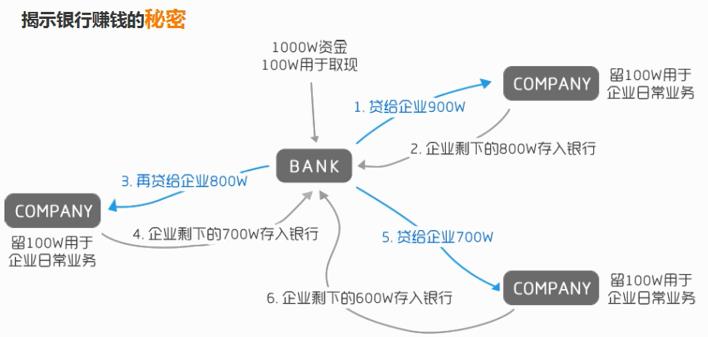 揭示银行赚钱的秘密
1000W资金
100W用于取现
COMPANY
留100W用于
企业日常业务
1. 贷给企业900W
2. 企业剩下的800W存入银行
BANK
3. 再贷给企业800W
COMPANY
留100W用于
企业日常业务
4. 企业剩下的700W存入银行
5. 贷给企业700W
6. 企业剩下的600W存入银行
COMPANY
留100W用于
企业日常业务